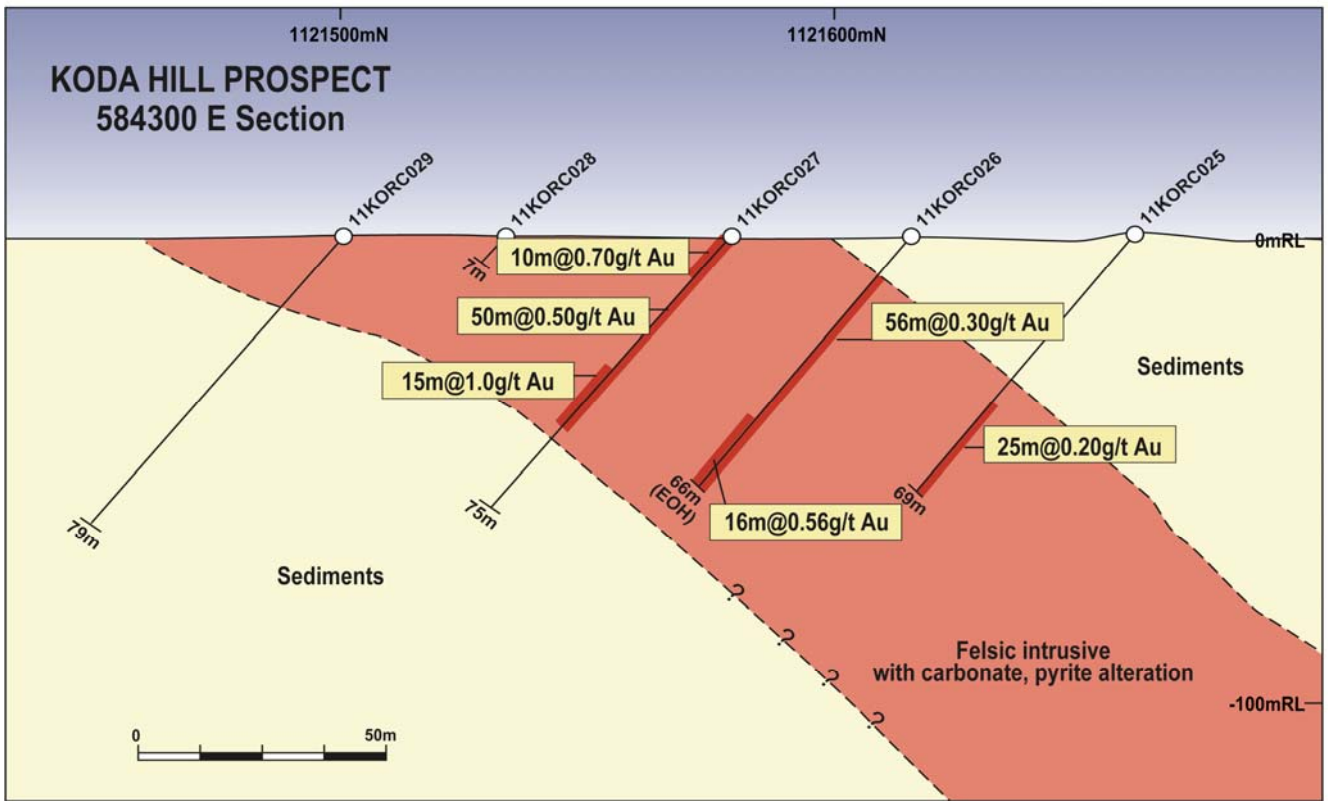 1121500mN
1121600mN
KODA HILL PROSPECT
584300 E Section
11KORC029
11KORC028
11KORC027
11KORC026
11KORC025
0mRL
10m@0.70g/t Au
7m
50m@0.50g/t Au
56m@0.30g/t Au
15m@1.0g/t Au
Sediments
25m@0.20g/t Au
66m
(EOH)
69m
75m
79m
16m@0.56g/t Au
Sediments
?
?
?
?
Felsic intrusive
with carbonate, pyrite alteration
-100mRL
0
50m